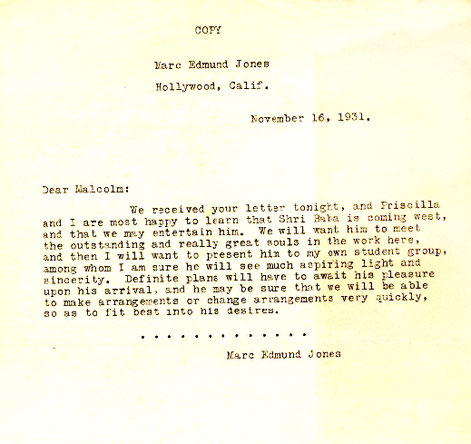 COPY
Marc Edmund Jones
Hollywood, Calif.
November 16, 1931.
Dear Malcolm:
We received your letter tonight, and Priscilla
and I are most happy to learn that Shri Baba is coming west,
and that we may entertain him. We will want him to meet
the outstanding and really great souls in the work here,
and then I will want to present him to my own student group,
among whom I am sure he will see much aspiring light and
sincerity. Definite plans will have to await his pleasure
upon his arrival, and he may be sure that we will be able
to make arrangements or change arrangements very quickly,
so as to fit best into his desires.
. . . . . . . . . . . . .
Marc Edmund Jones